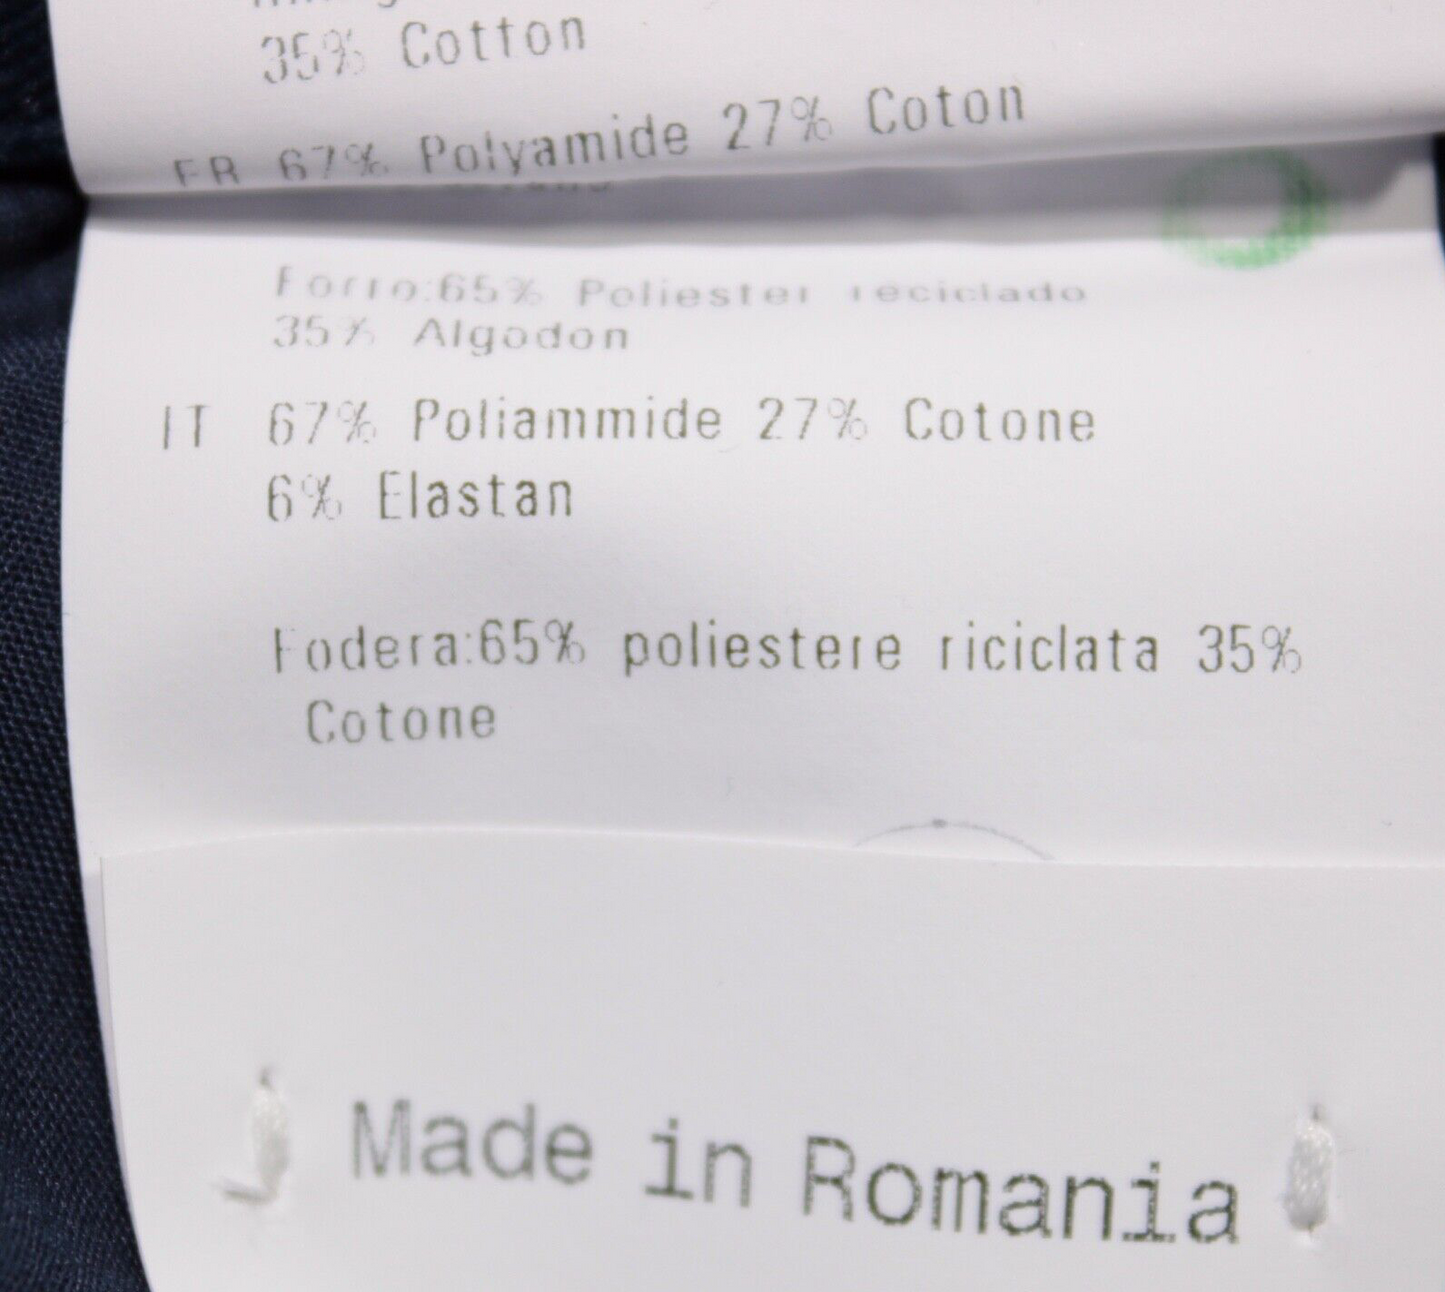 35% Cotton
FR 67% Polyamide 27% Coton
Forro:65% Poliester reciclado
35% Algodon
IT 67% Poliammide 27% Cotone
6% Elastan
Fodera:65% poliestere riciclata 35%
Cotone
Made in Romania